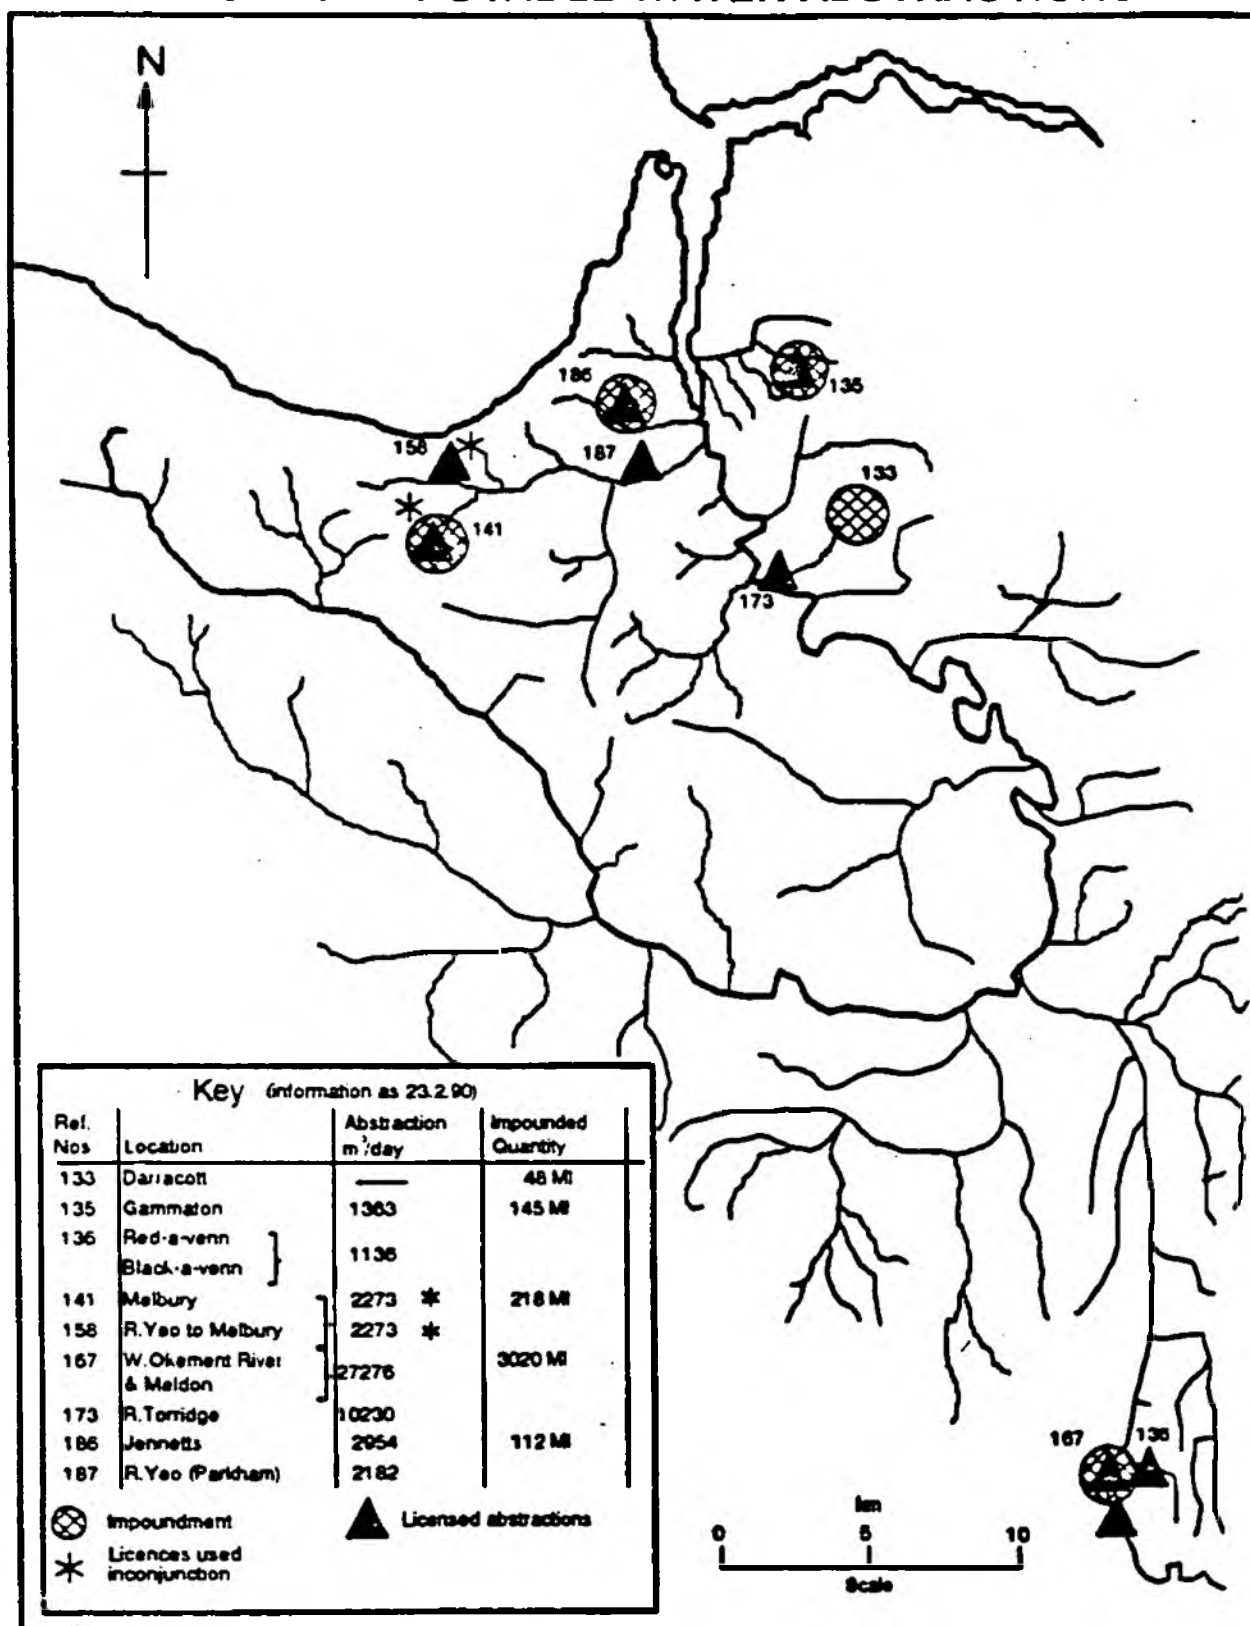 N
186
135
158
187
133
141
173
167
136
Key (information as 23.2.90)
Ref. Nos Location Abstraction m³/day Impounded Quantity
133 Darracott — 48 Ml
135 Gammaton 1363 145 Ml
136 Red-a-venn
Black-a-venn 1136
141 Melbury 2273 * 218 Ml
158 R.Yeo to Melbury 2273 *
167 W.Okement River & Meldon 27276 3020 Ml
173 R.Torridge 10230
186 Jennetts 2954 112 Ml
187 R.Yeo (Parkham) 2182
Impoundment
Licensed abstractions
Licences used
inconjunction
km
0 5 10
Scale